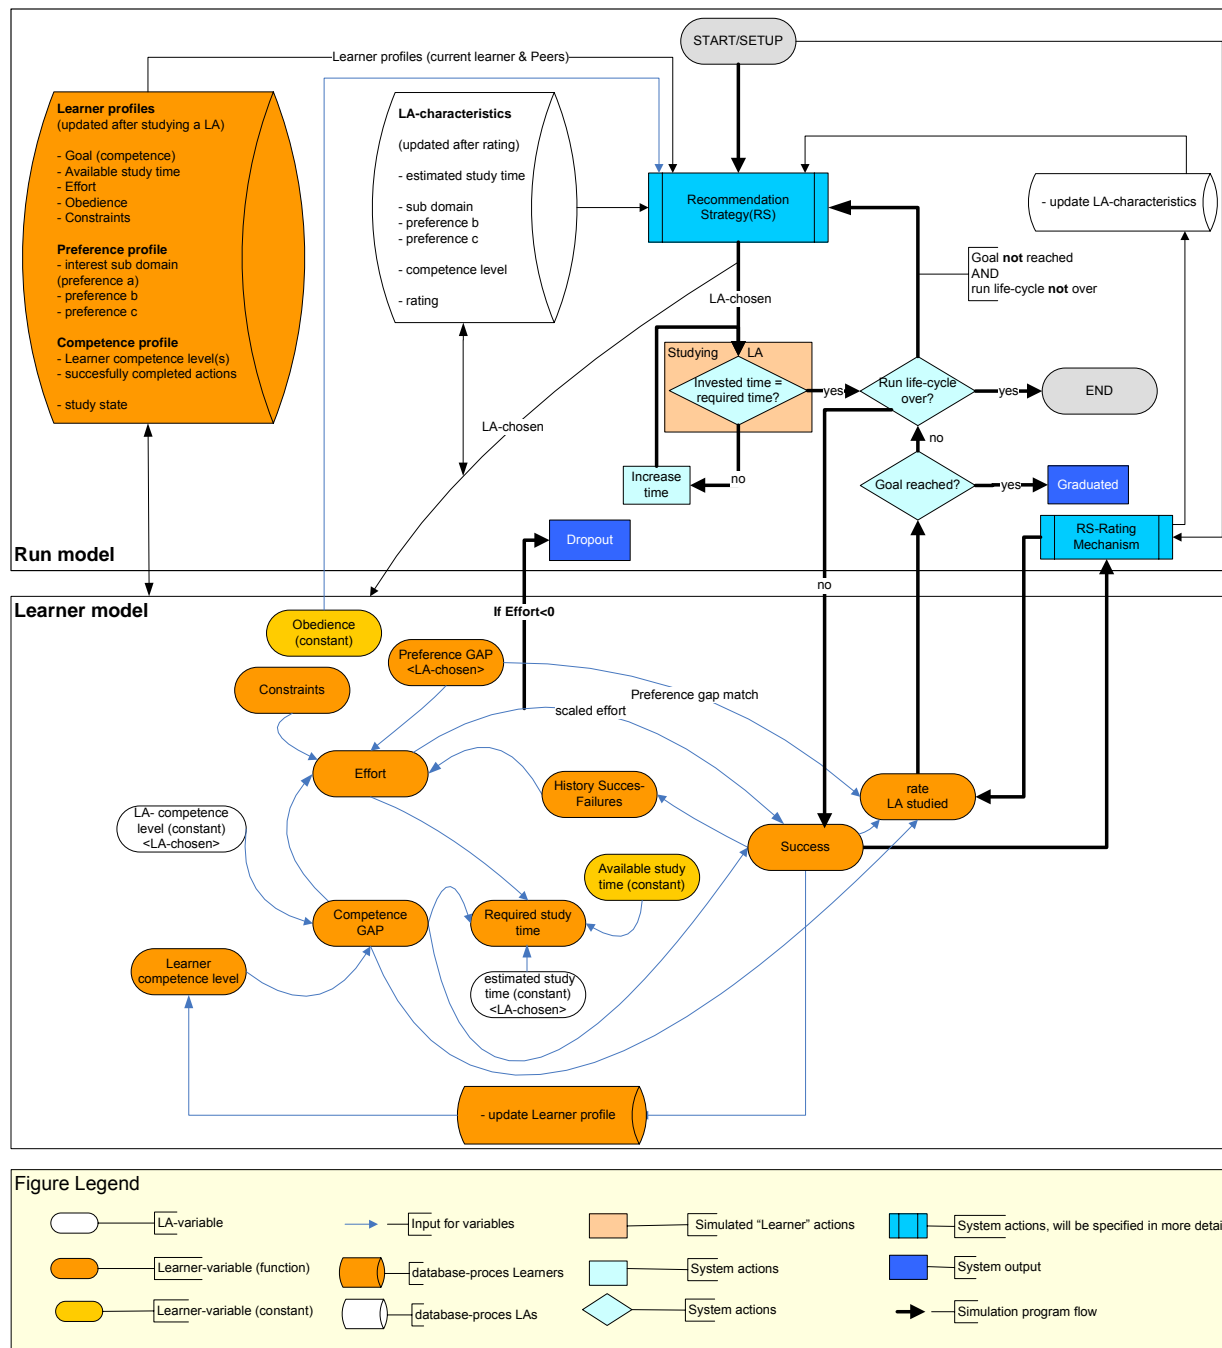 START/SETUP
Learner profiles (current learner & Peers)
Learner profiles
(updated after studying a LA)
- Goal (competence)
- Available study time
- Effort
- Obedience
- Constraints
Preference profile
- interest sub domain
(preference a)
- preference b
- preference c
Competence profile
- Learner competence level(s)
- succesfully completed actions
- study state
LA-characteristics
(updated after rating)
- estimated study time
- sub domain
- preference b
- preference c
- competence level
- rating
Recommendation
Strategy(RS)
- update LA-characteristics
Goal not reached
AND
run life-cycle not over
LA-chosen
Studying LA
Invested time =
required time?
yes
Run life-cycle
over?
yes
END
LA-chosen
no
Increase
time
no
Goal reached?
yes
Graduated
Dropout
RS-Rating
Mechanism
Run model
no
Learner model
If Effort<0
Obedience
(constant)
Preference GAP
<LA-chosen>
Constraints
Preference gap match
scaled effort
Effort
History Succes-
Failures
rate
LA studied
LA- competence
level (constant)
<LA-chosen>
Success
Available study
time (constant)
Competence
GAP
Required study
time
Learner
competence level
estimated study
time (constant)
<LA-chosen>
- update Learner profile
Figure Legend
LA-variable
Input for variables
Simulated “Learner” actions
System actions, will be specified in more detai
Learner-variable (function)
database-proces Learners
System actions
System output
Learner-variable (constant)
database-proces LAs
System actions
Simulation program flow